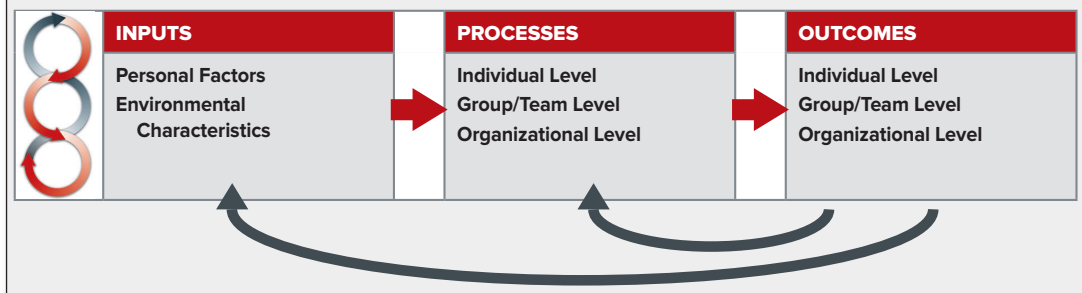 INPUTS
Personal Factors
Environmental
Characteristics
PROCESSES
Individual Level
Group/Team Level
Organizational Level
OUTCOMES
Individual Level
Group/Team Level
Organizational Level